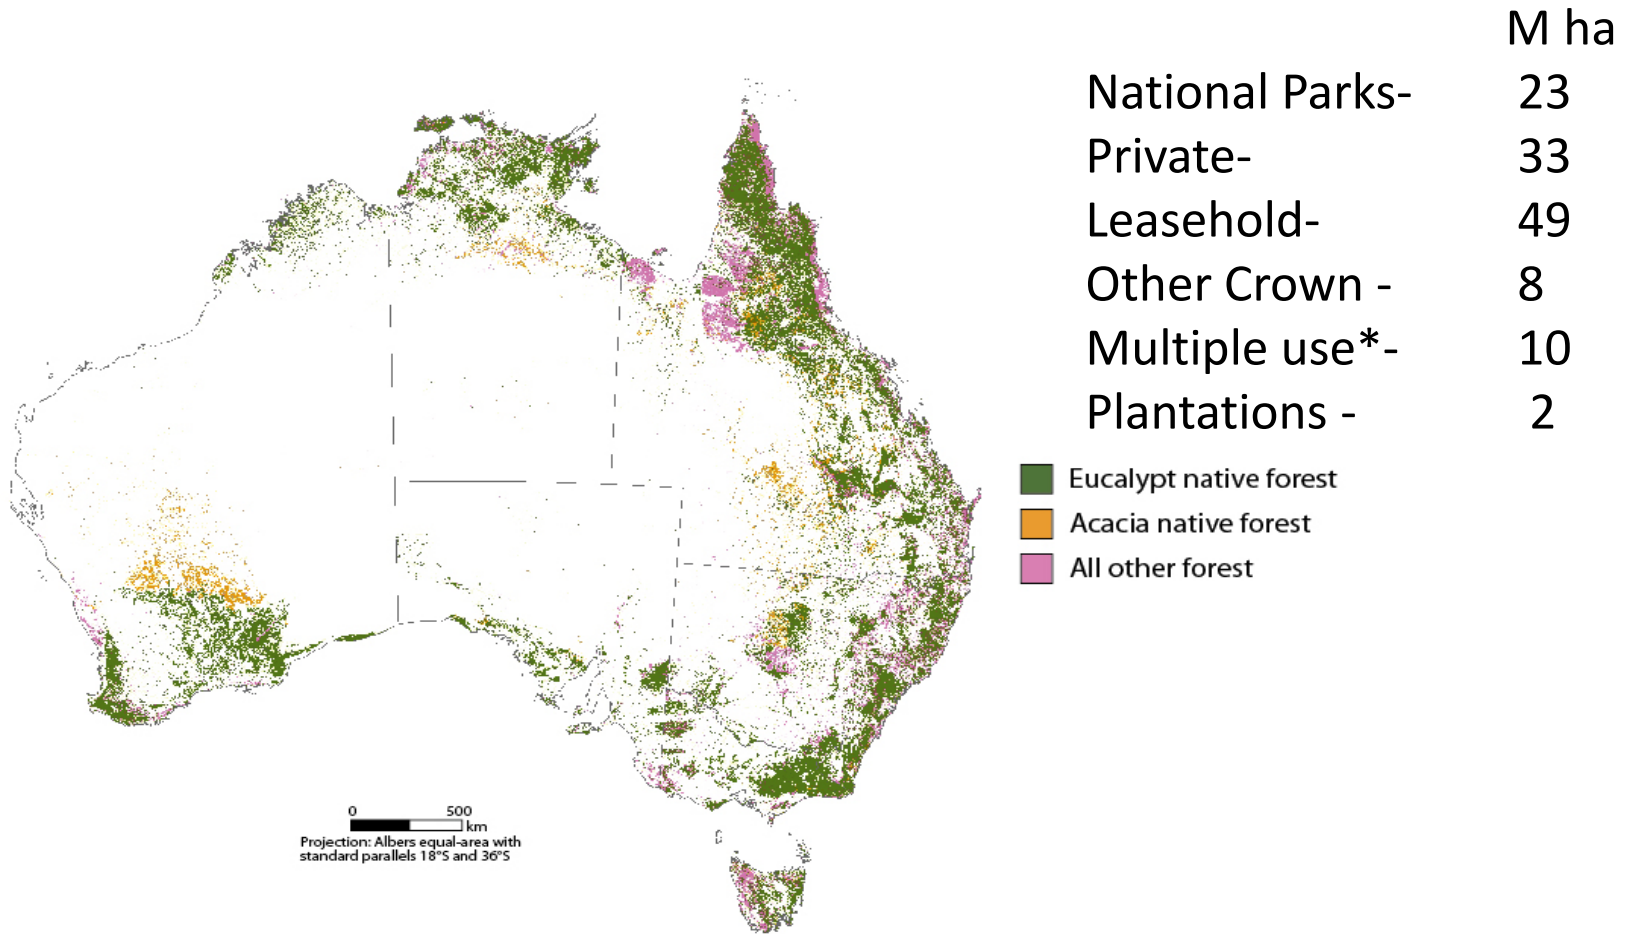 M ha
National Parks- 23
Private- 33
Leasehold- 49
Other Crown - 8
Multiple use*- 10
Plantations - 2
Eucalypt native forest
Acacia native forest
All other forest
0 500
km
Projection: Albers equal-area with
standard parallels 18°S and 36°S